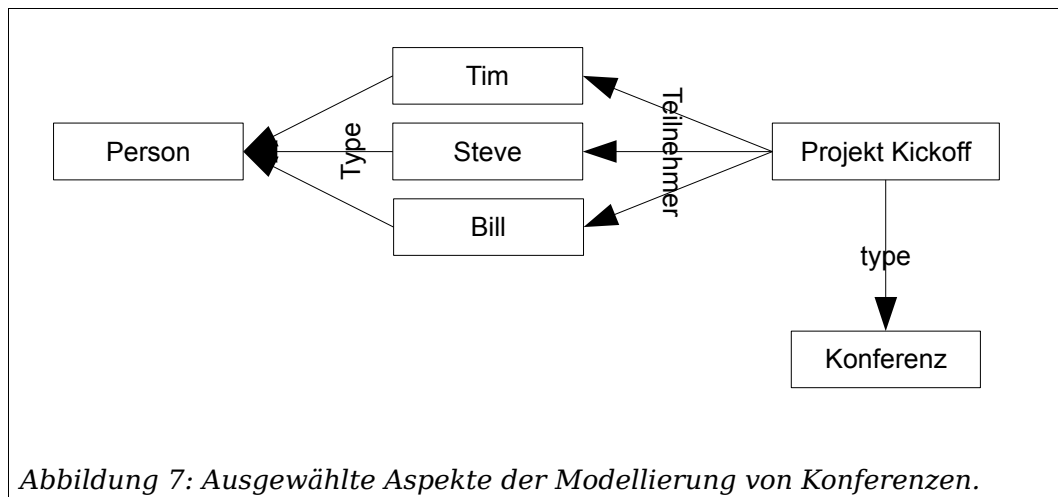 Tim
Person
Type
Steve
Teilnehmer
Projekt Kickoff
Bill
type
Konferenz
Abbildung 7: Ausgewählte Aspekte der Modellierung von Konferenzen.